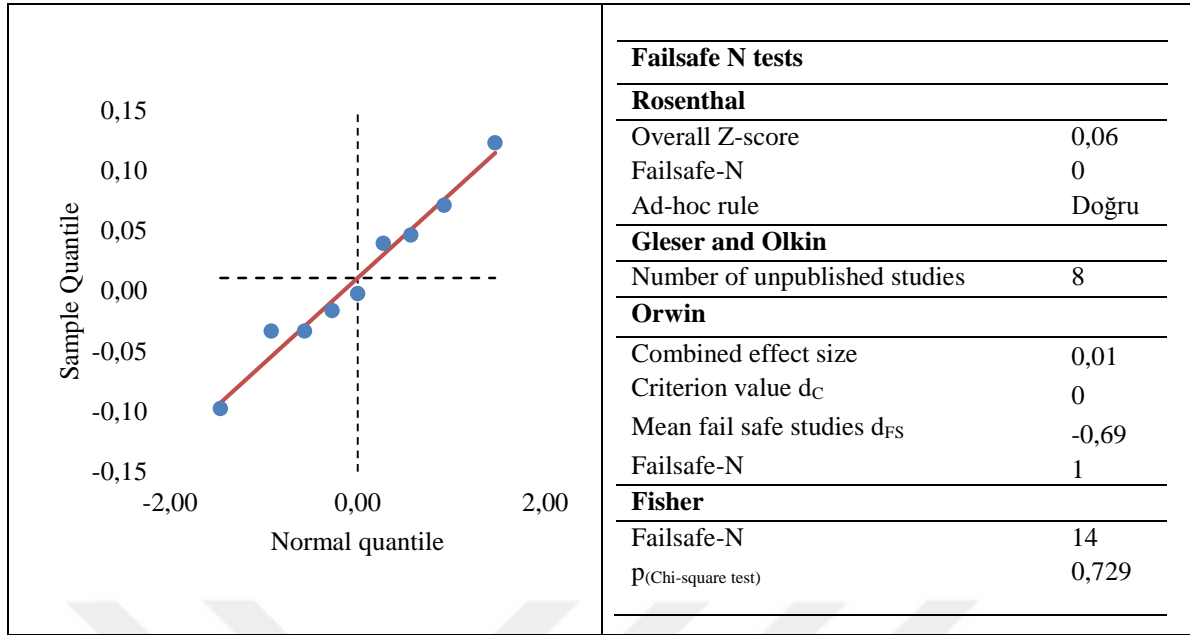 0,15
0,10
0,05
0,00
-0,05
-0,10
-0,15
Sample Quantile
-2,00 0,00 2,00
Normal quantile
Failsafe N tests
Rosenthal
Overall Z-score 0,06
Failsafe-N 0
Ad-hoc rule Doğru
Gleser and Olkin
Number of unpublished studies 8
Orwin
Combined effect size 0,01
Criterion value dC 0
Mean fail safe studies dFS -0,69
Failsafe-N 1
Fisher
Failsafe-N 14
p(Chi-square test) 0,729